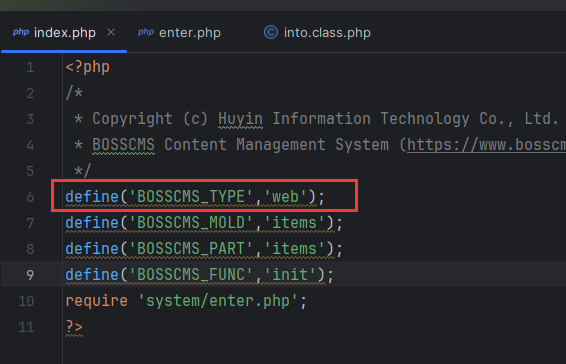 php index.php × php enter.php C into.class.php
1 <?php
2 /*
3 * Copyright (c) Huyin Information Technology Co., Ltd.
4 * BOSSCMS Content Management System (https://www.bosscm
5 */
6 define('BOSSCMS_TYPE','web');
7 define('BOSSCMS_MOLD','items');
8 define('BOSSCMS_PART','items');
9 define('BOSSCMS_FUNC','init');
10 require 'system/enter.php';
11 ?>